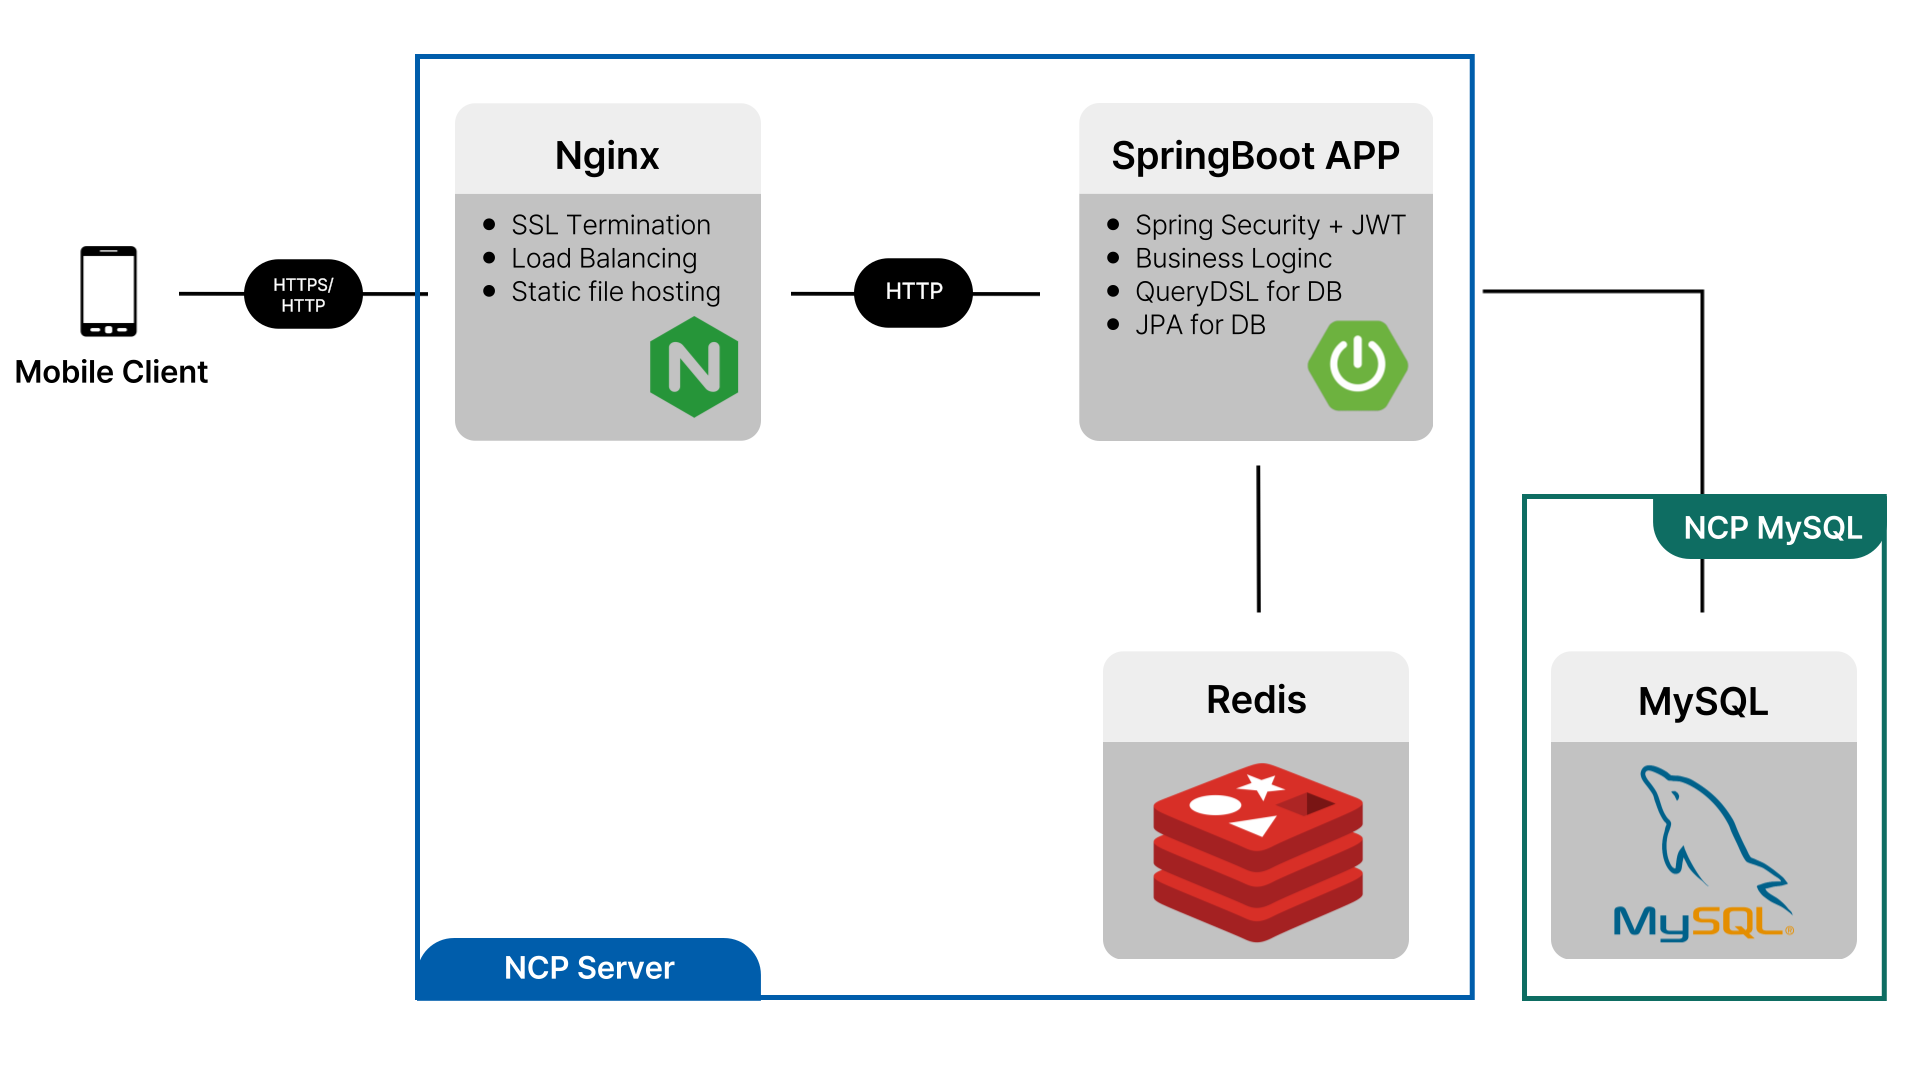 Nginx
• SSL Termination
• Load Balancing
• Static file hosting
N
SpringBoot APP
• Spring Security + JWT
• Business Loginc
• QueryDSL for DB
• JPA for DB
HTTPS/
HTTP
HTTP
Mobile Client
NCP MySQL
Redis
MySQL
MySQL®
NCP Server